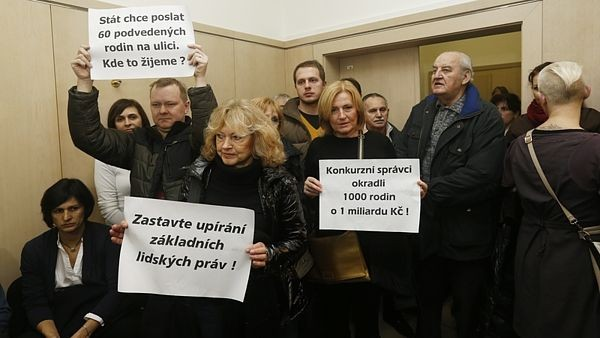 Stát chce poslat
60 podvedených
rodin na ulici.
Kde to žijeme ?
Zastavte upírání
základních
lidských práv !
Konkurzní správci
okradli
1000 rodin
o 1 miliardu Kč !